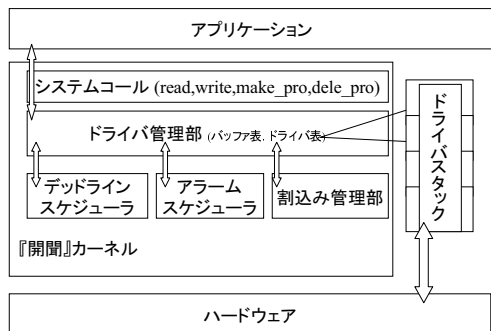 アプリケーション
システムコール (read,write,make_pro,dele_pro)
ドライバ管理部 (バッファ表, ドライバ表)
デッドライン
スケジューラ
アラーム
スケジューラ
割込み管理部
『開聞』カーネル
ドライバスタック
ハードウェア